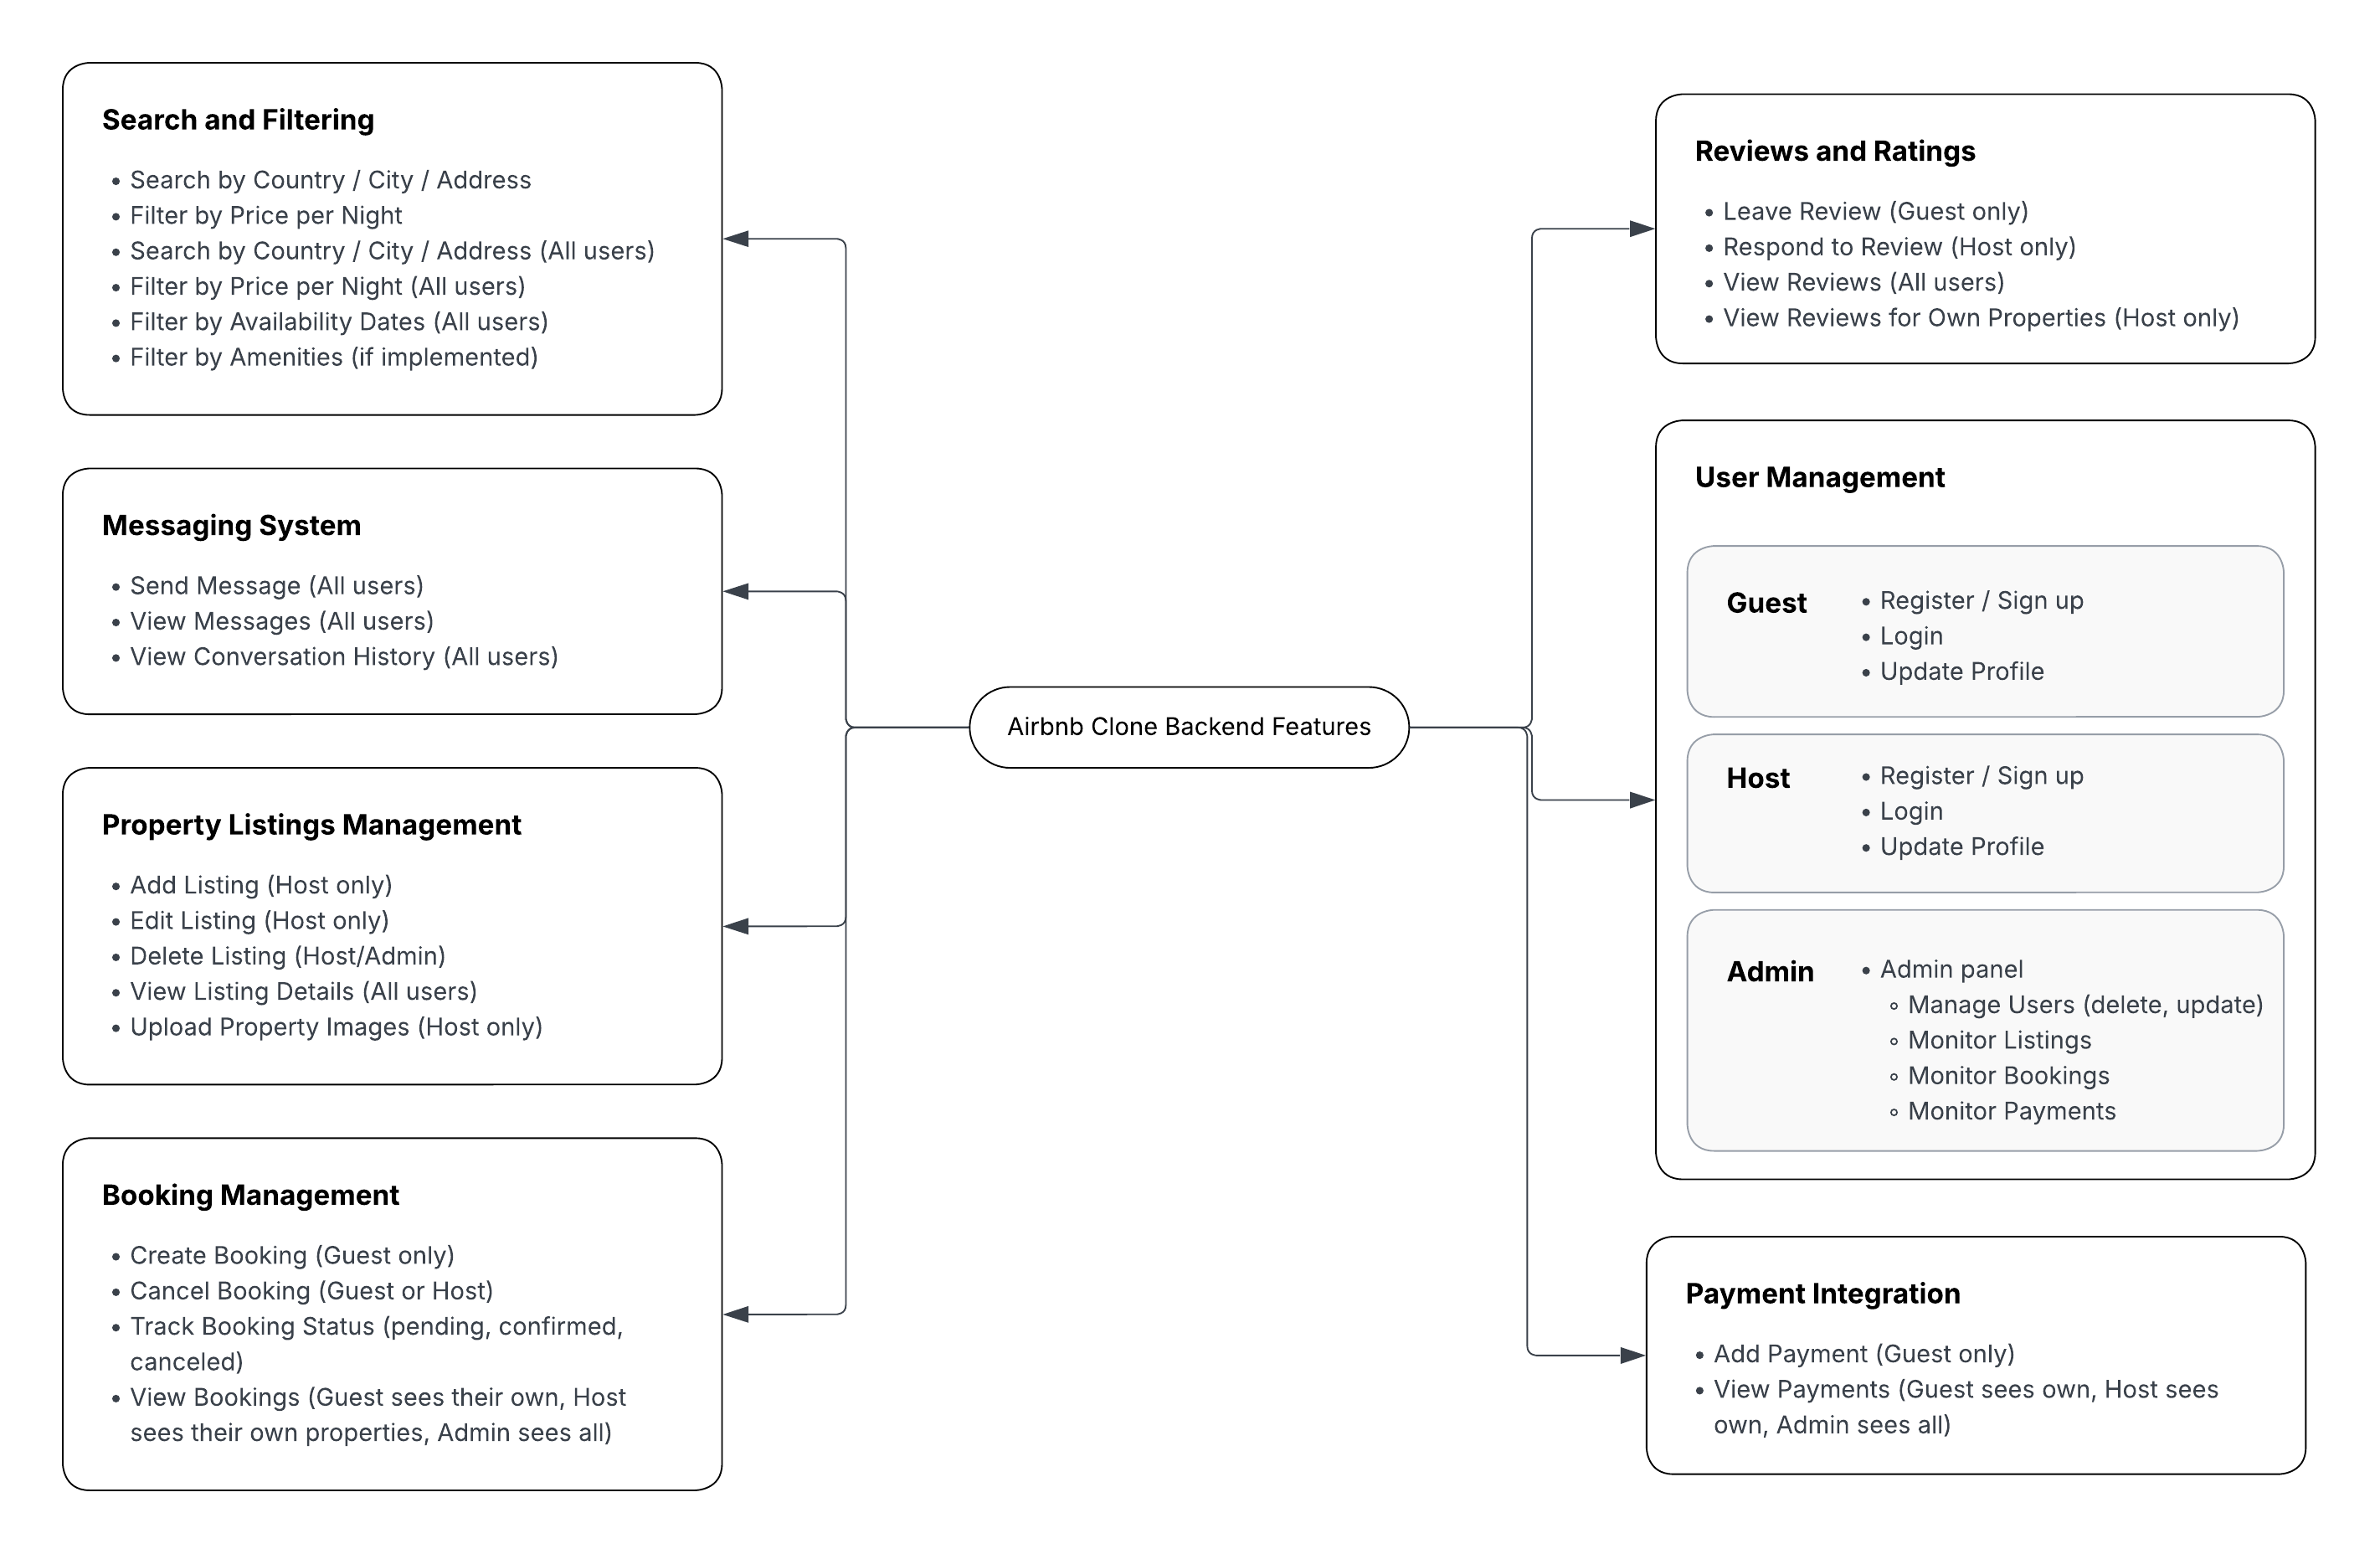 Search and Filtering
• Search by Country / City / Address
• Filter by Price per Night
• Search by Country / City / Address (All users)
• Filter by Price per Night (All users)
• Filter by Availability Dates (All users)
• Filter by Amenities (if implemented)
Messaging System
• Send Message (All users)
• View Messages (All users)
• View Conversation History (All users)
Property Listings Management
• Add Listing (Host only)
• Edit Listing (Host only)
• Delete Listing (Host/Admin)
• View Listing Details (All users)
• Upload Property Images (Host only)
Booking Management
• Create Booking (Guest only)
• Cancel Booking (Guest or Host)
• Track Booking Status (pending, confirmed,
canceled)
• View Bookings (Guest sees their own, Host
sees their own properties, Admin sees all)
Airbnb Clone Backend Features
Reviews and Ratings
• Leave Review (Guest only)
• Respond to Review (Host only)
• View Reviews (All users)
• View Reviews for Own Properties (Host only)
User Management
Guest
• Register / Sign up
• Login
• Update Profile
Host
• Register / Sign up
• Login
• Update Profile
Admin
• Admin panel
◦ Manage Users (delete, update)
◦ Monitor Listings
◦ Monitor Bookings
◦ Monitor Payments
Payment Integration
• Add Payment (Guest only)
• View Payments (Guest sees own, Host sees
own, Admin sees all)